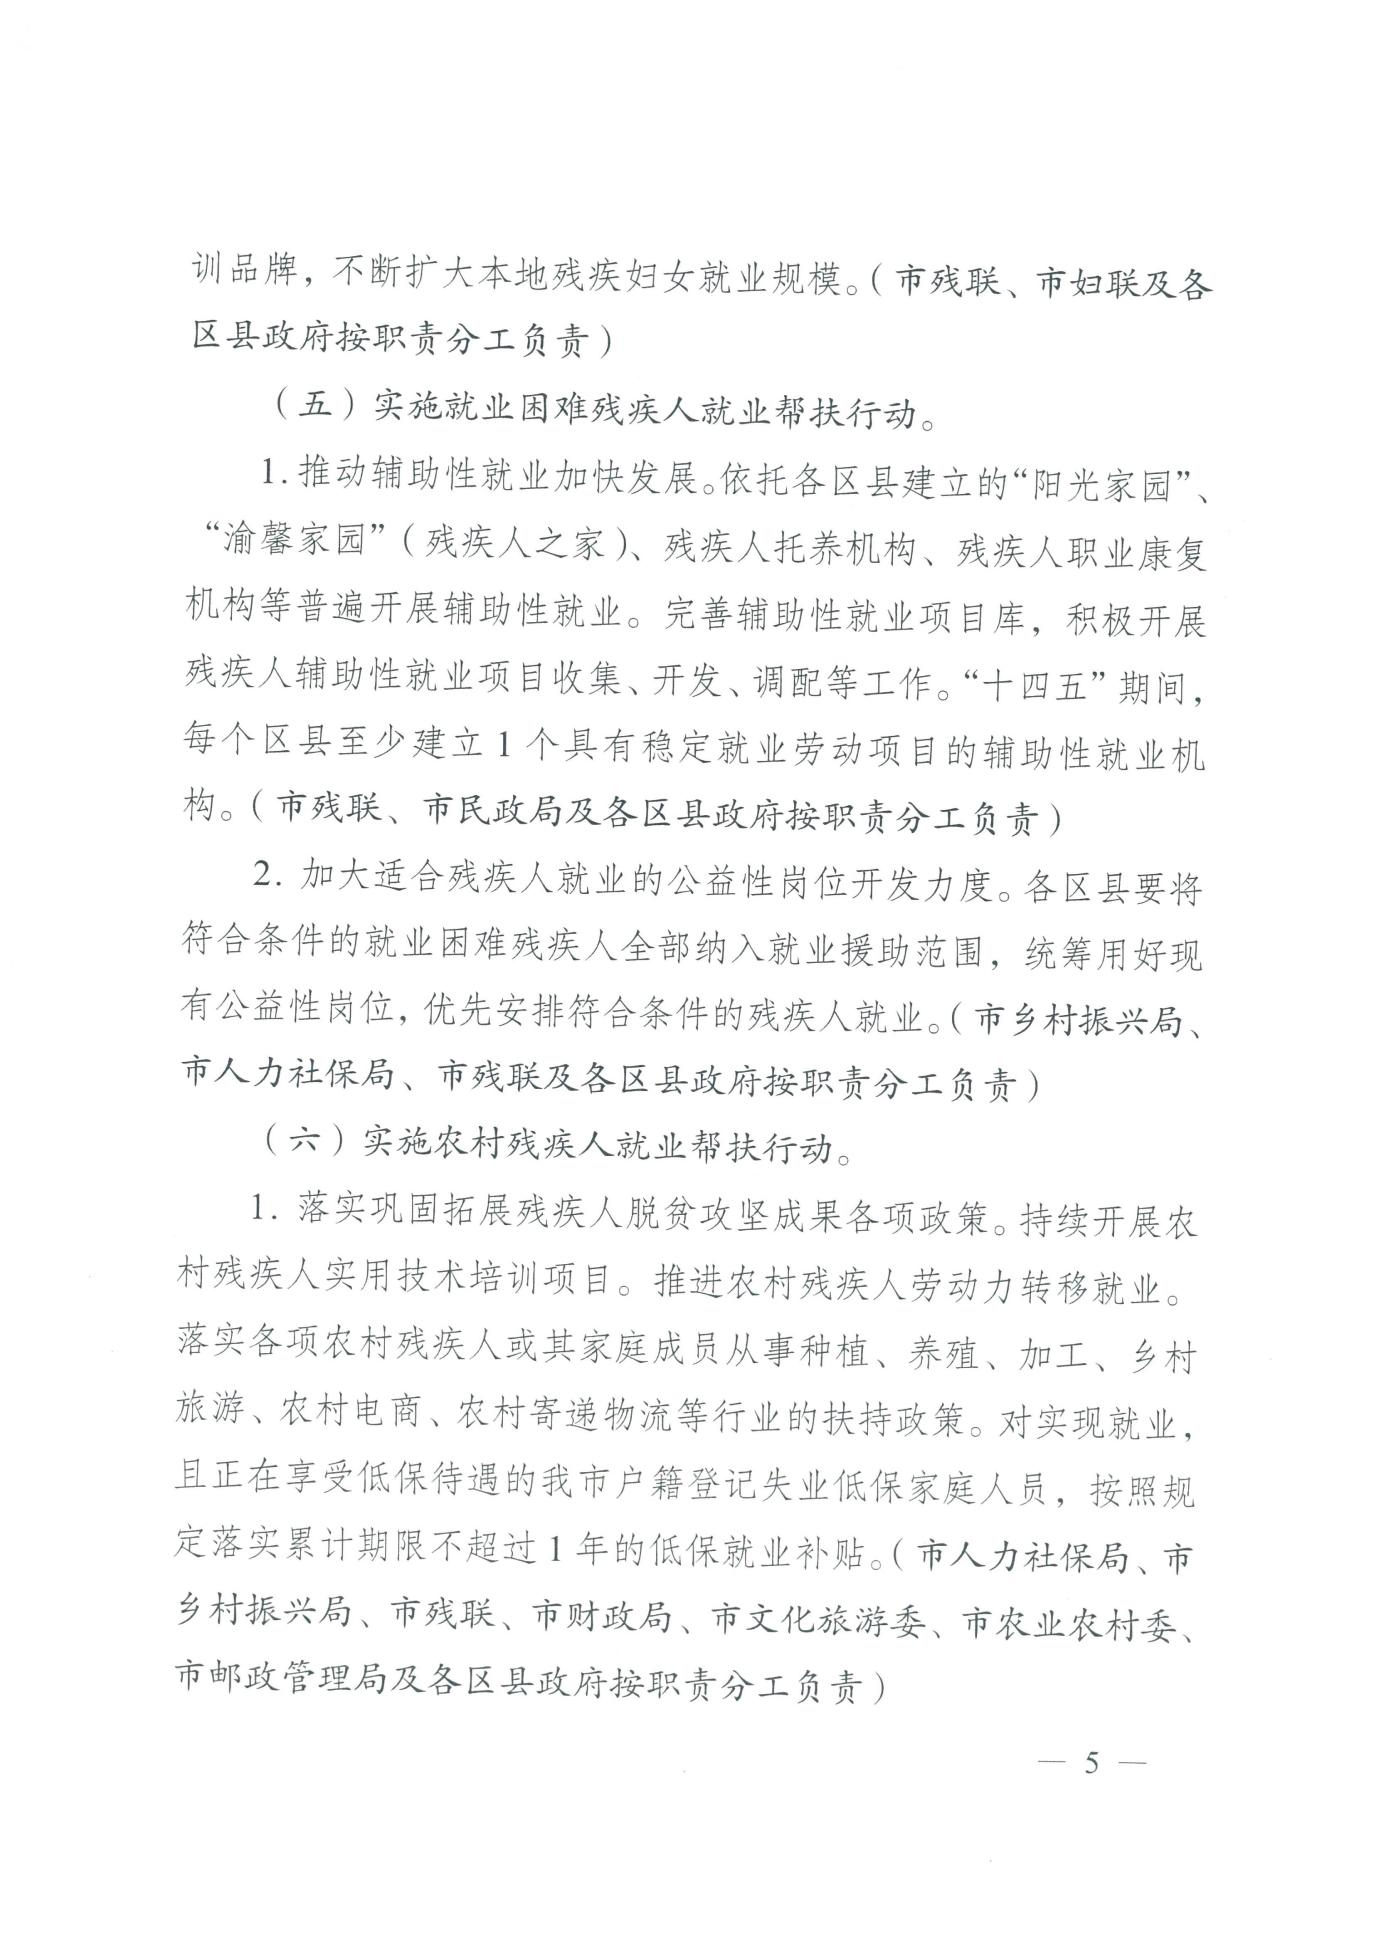 训品牌，不断扩大本地残疾妇女就业规模。（市残联、市妇联及各
区县政府按职责分工负责）
（五）实施就业困难残疾人就业帮扶行动。
1.推动辅助性就业加快发展。依托各区县建立的“阳光家园”、
“渝馨家园”（残疾人之家）、残疾人托养机构、残疾人职业康复
机构等普遍开展辅助性就业。完善辅助性就业项目库，积极开展
残疾人辅助性就业项目收集、开发、调配等工作。“十四五”期间，
每个区县至少建立1个具有稳定就业劳动项目的辅助性就业机
构。（市残联、市民政局及各区县政府按职责分工负责）
2. 加大适合残疾人就业的公益性岗位开发力度。各区县要将
符合条件的就业困难残疾人全部纳入就业援助范围，统筹用好现
有公益性岗位，优先安排符合条件的残疾人就业。（市乡村振兴局、
市人力社保局、市残联及各区县政府按职责分工负责）
（六）实施农村残疾人就业帮扶行动。
1. 落实巩固拓展残疾人脱贫攻坚成果各项政策。持续开展农
村残疾人实用技术培训项目。推进农村残疾人劳动力转移就业。
落实各项农村残疾人或其家庭成员从事种植、养殖、加工、乡村
旅游、农村电商、农村寄递物流等行业的扶持政策。对实现就业，
且正在享受低保待遇的我市户籍登记失业低保家庭人员，按照规
定落实累计期限不超过1年的低保就业补贴。（市人力社保局、市
乡村振兴局、市残联、市财政局、市文化旅游委、市农业农村委、
市邮政管理局及各区县政府按职责分工负责）
— 5 —